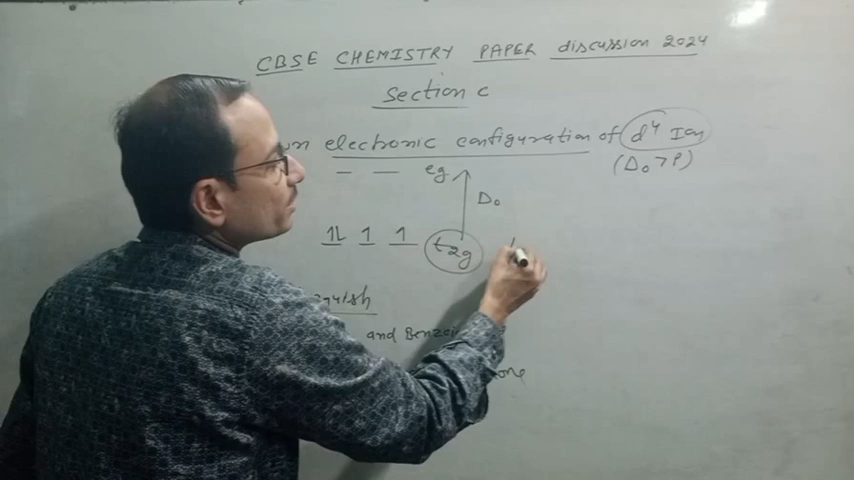 CBSE CHEMISTRY PAPER discussion 2024
Section C
electronic configuration of d⁴ Ion
eg (Δ₀ > P)
Δ₀
1L 1 1 t₂g
and